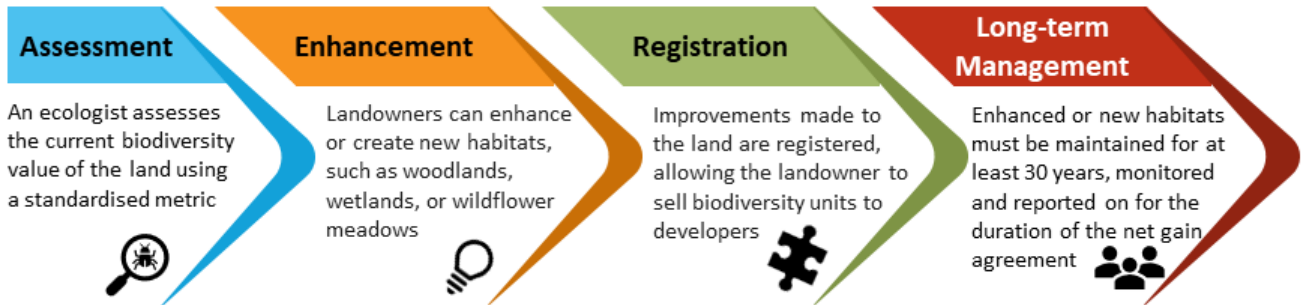 Assessment
An ecologist assesses
the current biodiversity
value of the land using
a standardised metric
Enhancement
Landowners can enhance
or create new habitats,
such as woodlands,
wetlands, or wildflower
meadows
Registration
Improvements made to
the land are registered,
allowing the landowner to
sell biodiversity units to
developers
Long-term
Management
Enhanced or new habitats
must be maintained for at
least 30 years, monitored
and reported on for the
duration of the net gain
agreement